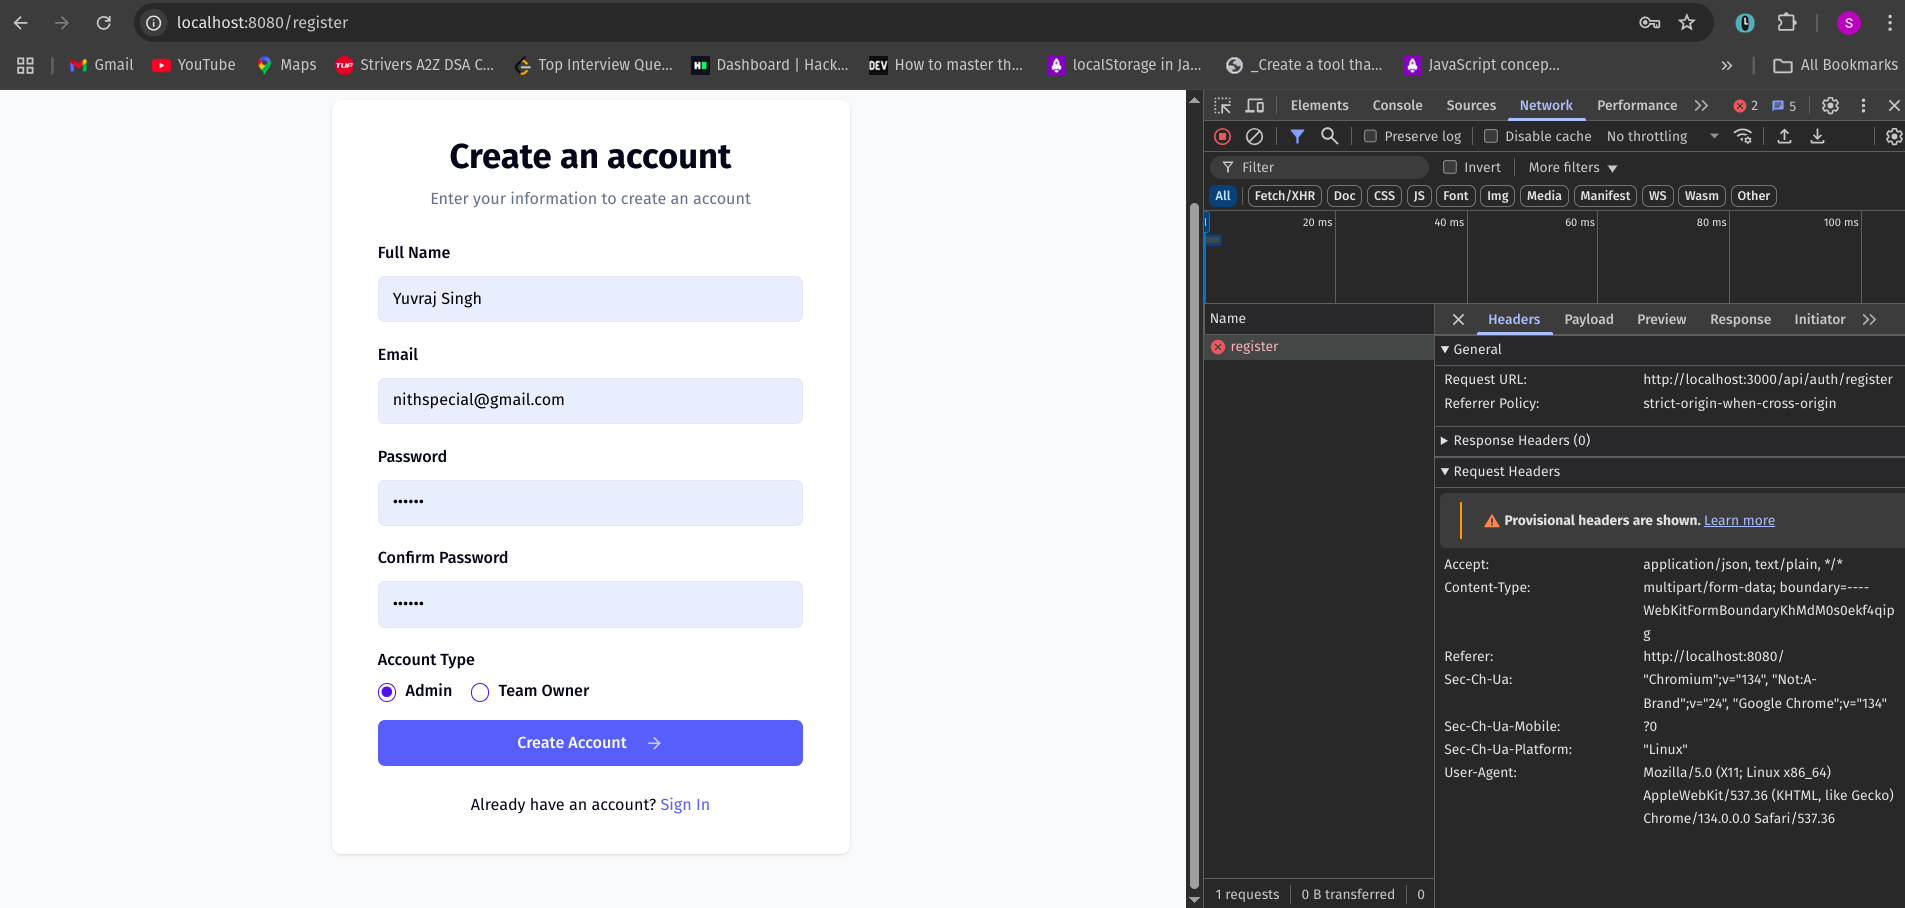 localhost:8080/register
S
Gmail
YouTube
Maps
TUF
Strivers A2Z DSA C...
Top Interview Que...
H
Dashboard | Hack...
DEV
How to master th...
localStorage in Ja...
_Create a tool tha...
JavaScript concep...
All Bookmarks
Create an account
Enter your information to create an account
Full Name
Yuvraj Singh
Email
nithspecial@gmail.com
Password
••••••
Confirm Password
••••••
Account Type
Admin Team Owner
Create Account →
Already have an account? Sign In
Elements Console Sources Network Performance 2 5
Preserve log Disable cache No throttling
Filter Invert More filters
All Fetch/XHR Doc CSS JS Font Img Media Manifest WS Wasm Other
20 ms 40 ms 60 ms 80 ms 100 ms
Name
register
Headers Payload Preview Response Initiator
General
Request URL: http://localhost:3000/api/auth/register
Referrer Policy: strict-origin-when-cross-origin
Response Headers (0)
Request Headers
Provisional headers are shown. Learn more
Accept: application/json, text/plain, */*
Content-Type: multipart/form-data; boundary=----
WebKitFormBoundaryKhMdM0s0ekf4qip
g
Referer: http://localhost:8080/
Sec-Ch-Ua: "Chromium";v="134", "Not:A-
Brand";v="24", "Google Chrome";v="134"
Sec-Ch-Ua-Mobile: ?0
Sec-Ch-Ua-Platform: "Linux"
User-Agent: Mozilla/5.0 (X11; Linux x86_64)
AppleWebKit/537.36 (KHTML, like Gecko)
Chrome/134.0.0.0 Safari/537.36
1 requests 0 B transferred 0